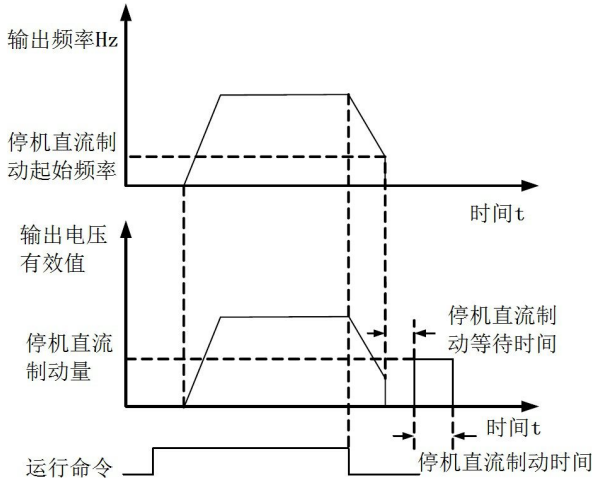 输出频率Hz
停机直流制
动起始频率
时间t
输出电压
有效值
停机直流制
动等待时间
停机直流
制动量
时间t
停机直流制动时间
运行命令